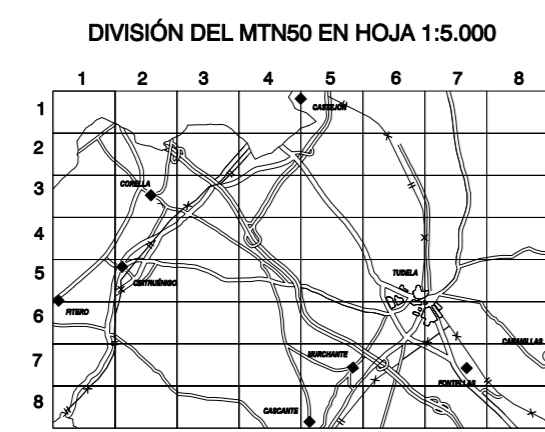 DIVISIÓN DEL MTN50 EN HOJA 1:5.000
1 2 3 4 5 6 7 8
1
CASTEJÓN
2
3
CORELLA
4
5
CINTRUÉNIGO
TUDELA
6
FITERO
CABANILLAS
7
MURCHANTE
FONTELLAS
8
CASCANTE